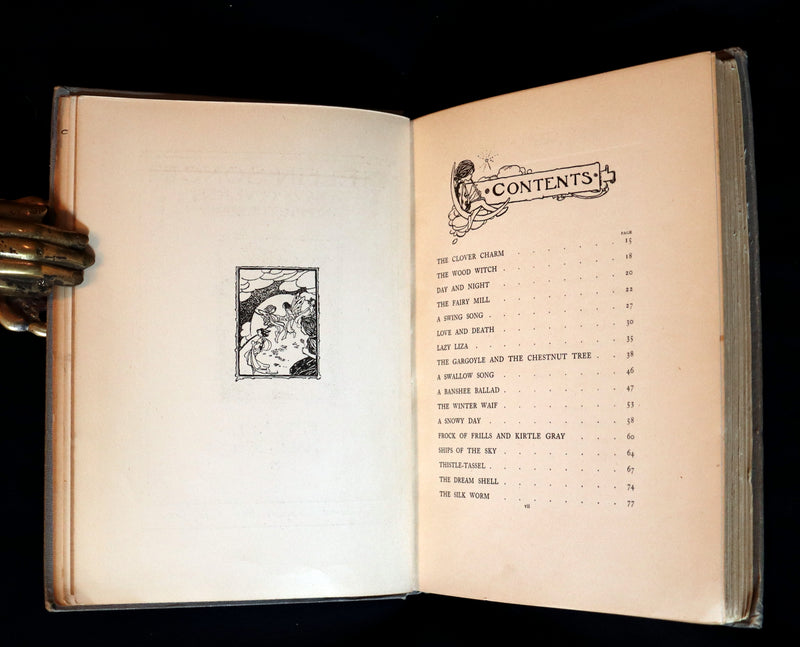 • CONTENTS •
PAGE
THE CLOVER CHARM . . . . . . 15
THE WOOD WITCH . . . . . . 18
DAY AND NIGHT . . . . . . 20
THE FAIRY MILL . . . . . . 22
A SWING SONG . . . . . . 27
LOVE AND DEATH . . . . . . 30
LAZY LIZA . . . . . . . 35
THE GARGOYLE AND THE CHESTNUT TREE . . 38
A SWALLOW SONG . . . . . . 46
A BANSHEE BALLAD . . . . . . 47
THE WINTER WAIF . . . . . . 53
A SNOWY DAY . . . . . . 58
FROCK OF FRILLS AND KIRTLE GRAY . . . 60
SHIPS OF THE SKY . . . . . . 64
THISTLE-TASSEL . . . . . . 67
THE DREAM SHELL . . . . . . 74
THE SILK WORM . . . . . . 77
vii